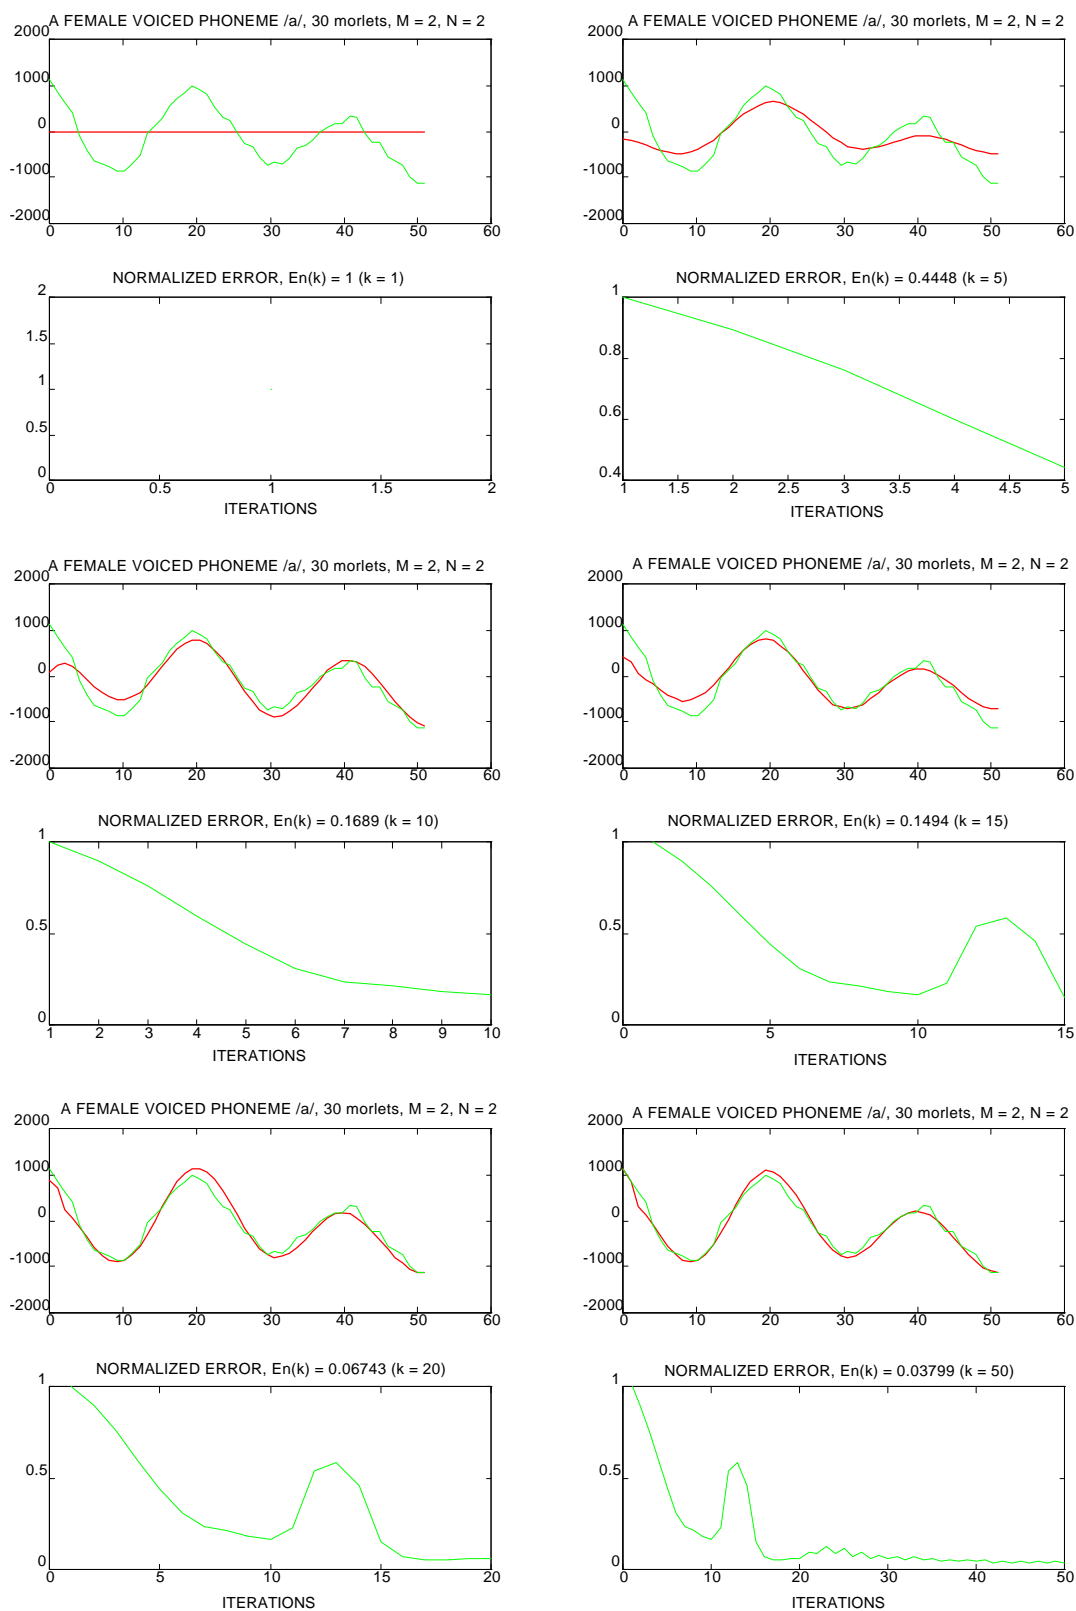 A FEMALE VOICED PHONEME /a/, 30 morlets, M = 2, N = 2
2000
1000
0
-1000
-2000
0 10 20 30 40 50 60
A FEMALE VOICED PHONEME /a/, 30 morlets, M = 2, N = 2
2000
1000
0
-1000
-2000
0 10 20 30 40 50 60
NORMALIZED ERROR, En(k) = 1 (k = 1)
2
1.5
1
0.5
0
0 0.5 1 1.5 2
ITERATIONS
NORMALIZED ERROR, En(k) = 0.4448 (k = 5)
1
0.8
0.6
0.4
1 1.5 2 2.5 3 3.5 4 4.5 5
ITERATIONS
A FEMALE VOICED PHONEME /a/, 30 morlets, M = 2, N = 2
2000
1000
0
-1000
-2000
0 10 20 30 40 50 60
A FEMALE VOICED PHONEME /a/, 30 morlets, M = 2, N = 2
2000
1000
0
-1000
-2000
0 10 20 30 40 50 60
NORMALIZED ERROR, En(k) = 0.1689 (k = 10)
1
0.5
0
1 2 3 4 5 6 7 8 9 10
ITERATIONS
NORMALIZED ERROR, En(k) = 0.1494 (k = 15)
1
0.5
0
0 5 10 15
ITERATIONS
A FEMALE VOICED PHONEME /a/, 30 morlets, M = 2, N = 2
2000
1000
0
-1000
-2000
0 10 20 30 40 50 60
A FEMALE VOICED PHONEME /a/, 30 morlets, M = 2, N = 2
2000
1000
0
-1000
-2000
0 10 20 30 40 50 60
NORMALIZED ERROR, En(k) = 0.06743 (k = 20)
1
0.5
0
0 5 10 15 20
ITERATIONS
NORMALIZED ERROR, En(k) = 0.03799 (k = 50)
1
0.5
0
0 10 20 30 40 50
ITERATIONS